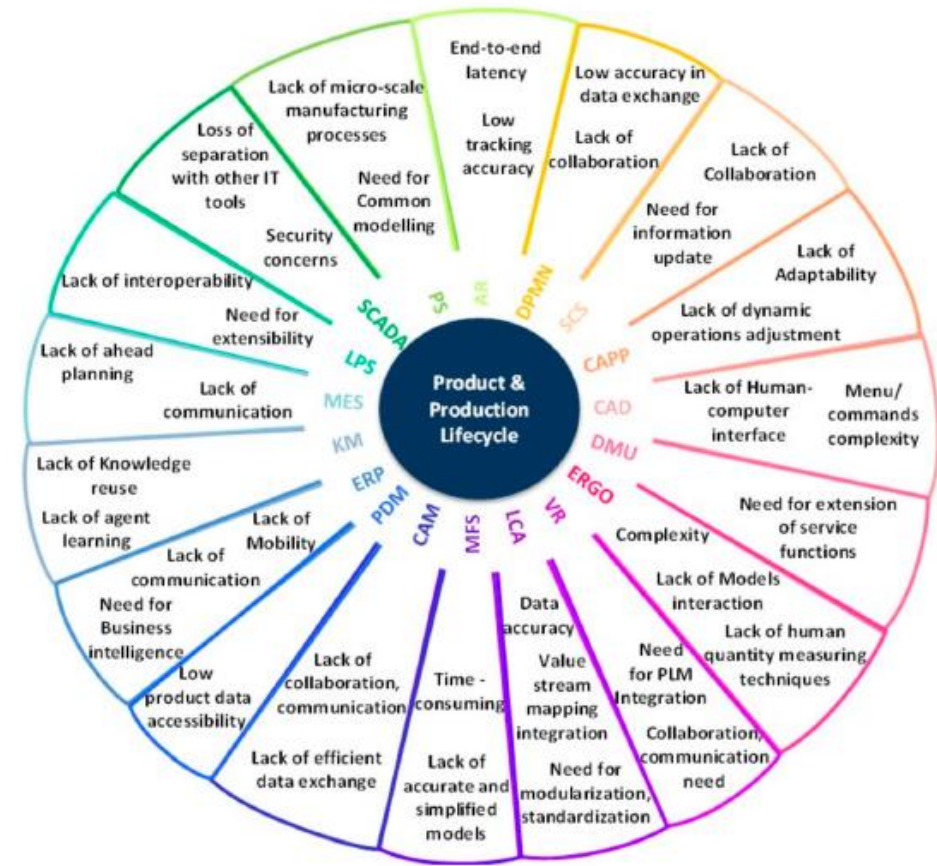 Product &
Production
Lifecycle
AR
End-to-end
latency
Low
tracking
accuracy
DPMN
Low accuracy in
data exchange
Lack of
collaboration
SCS
Lack of
Collaboration
Need for
information
update
CAPP
Lack of
Adaptability
Lack of dynamic
operations adjustment
CAD
Lack of Human-
computer
interface
Menu/
commands
complexity
DMU
Need for extension
of service
functions
ERGO
Complexity
Lack of Models
interaction
Lack of human
quantity measuring
techniques
VR
Need
for PLM
Integration
Collaboration,
communication
need
LCA
Data
accuracy
Value
stream
mapping
integration
Need for
modularization,
standardization
MFS
Time -
consuming
Lack of
accurate and
simplified
models
CAM
Lack of
collaboration,
communication
Lack of efficient
data exchange
PDM
Low
product data
accessibility
ERP
Lack of
Mobility
Lack of
communication
Need for
Business
intelligence
KM
Lack of Knowledge
reuse
Lack of agent
learning
MES
Lack of ahead
planning
Lack of
communication
LPS
Lack of interoperability
Need for
extensibility
SCADA
Loss of
separation
with other IT
tools
Security
concerns
PS
Lack of micro-scale
manufacturing
processes
Need for
Common
modelling